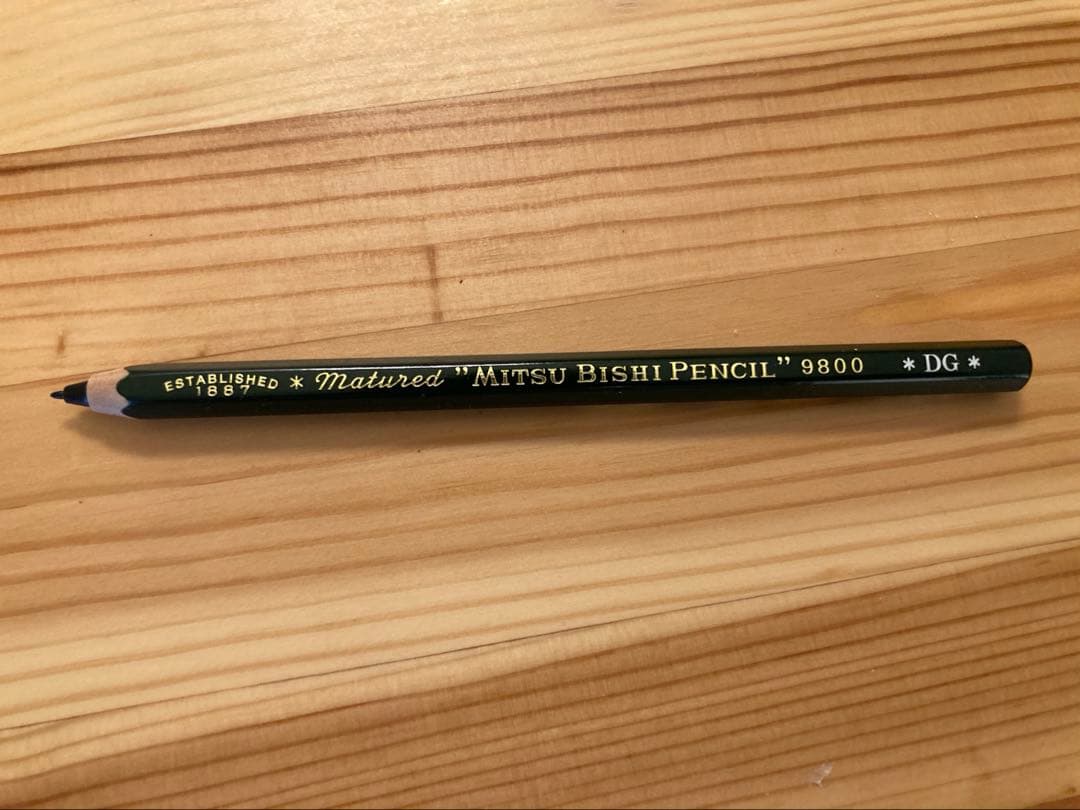 ESTABLISHED
1887
* Matured "MITSU BISHI PENCIL" 9800 * DG *